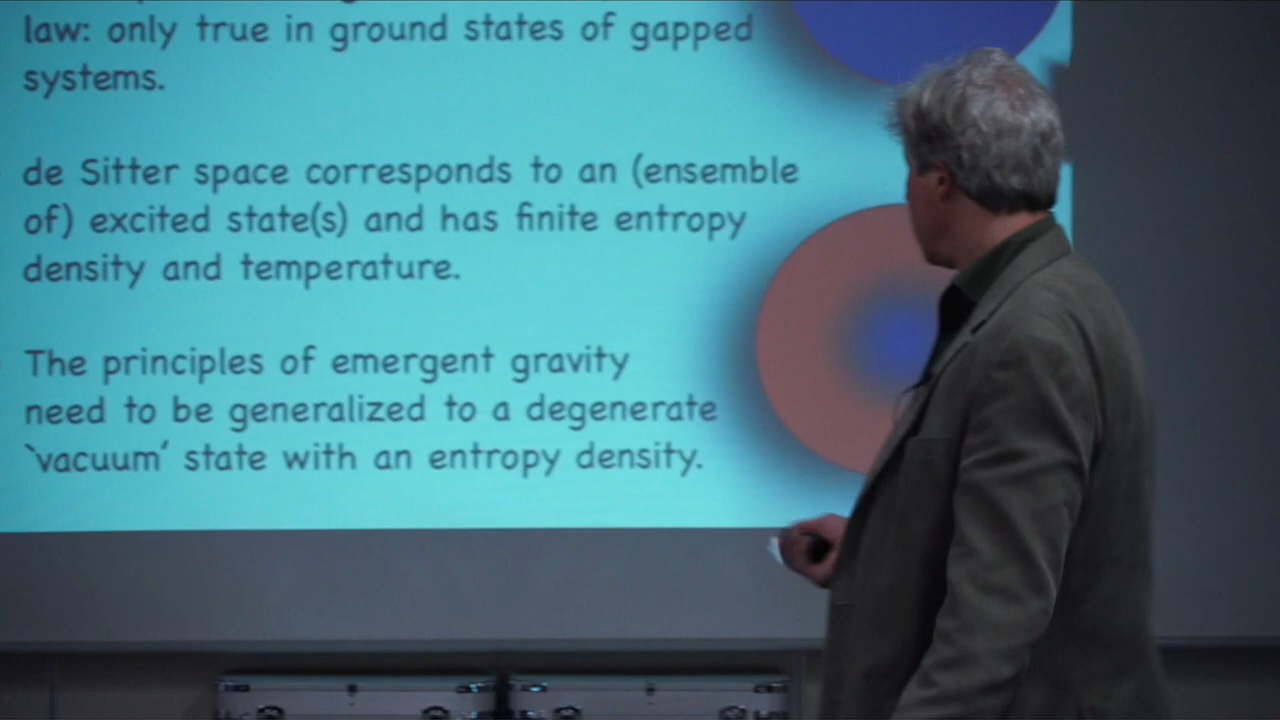 law: only true in ground states of gapped
systems.
de Sitter space corresponds to an (ensemble
of) excited state(s) and has finite entropy
density and temperature.
The principles of emergent gravity
need to be generalized to a degenerate
`vacuum' state with an entropy density.